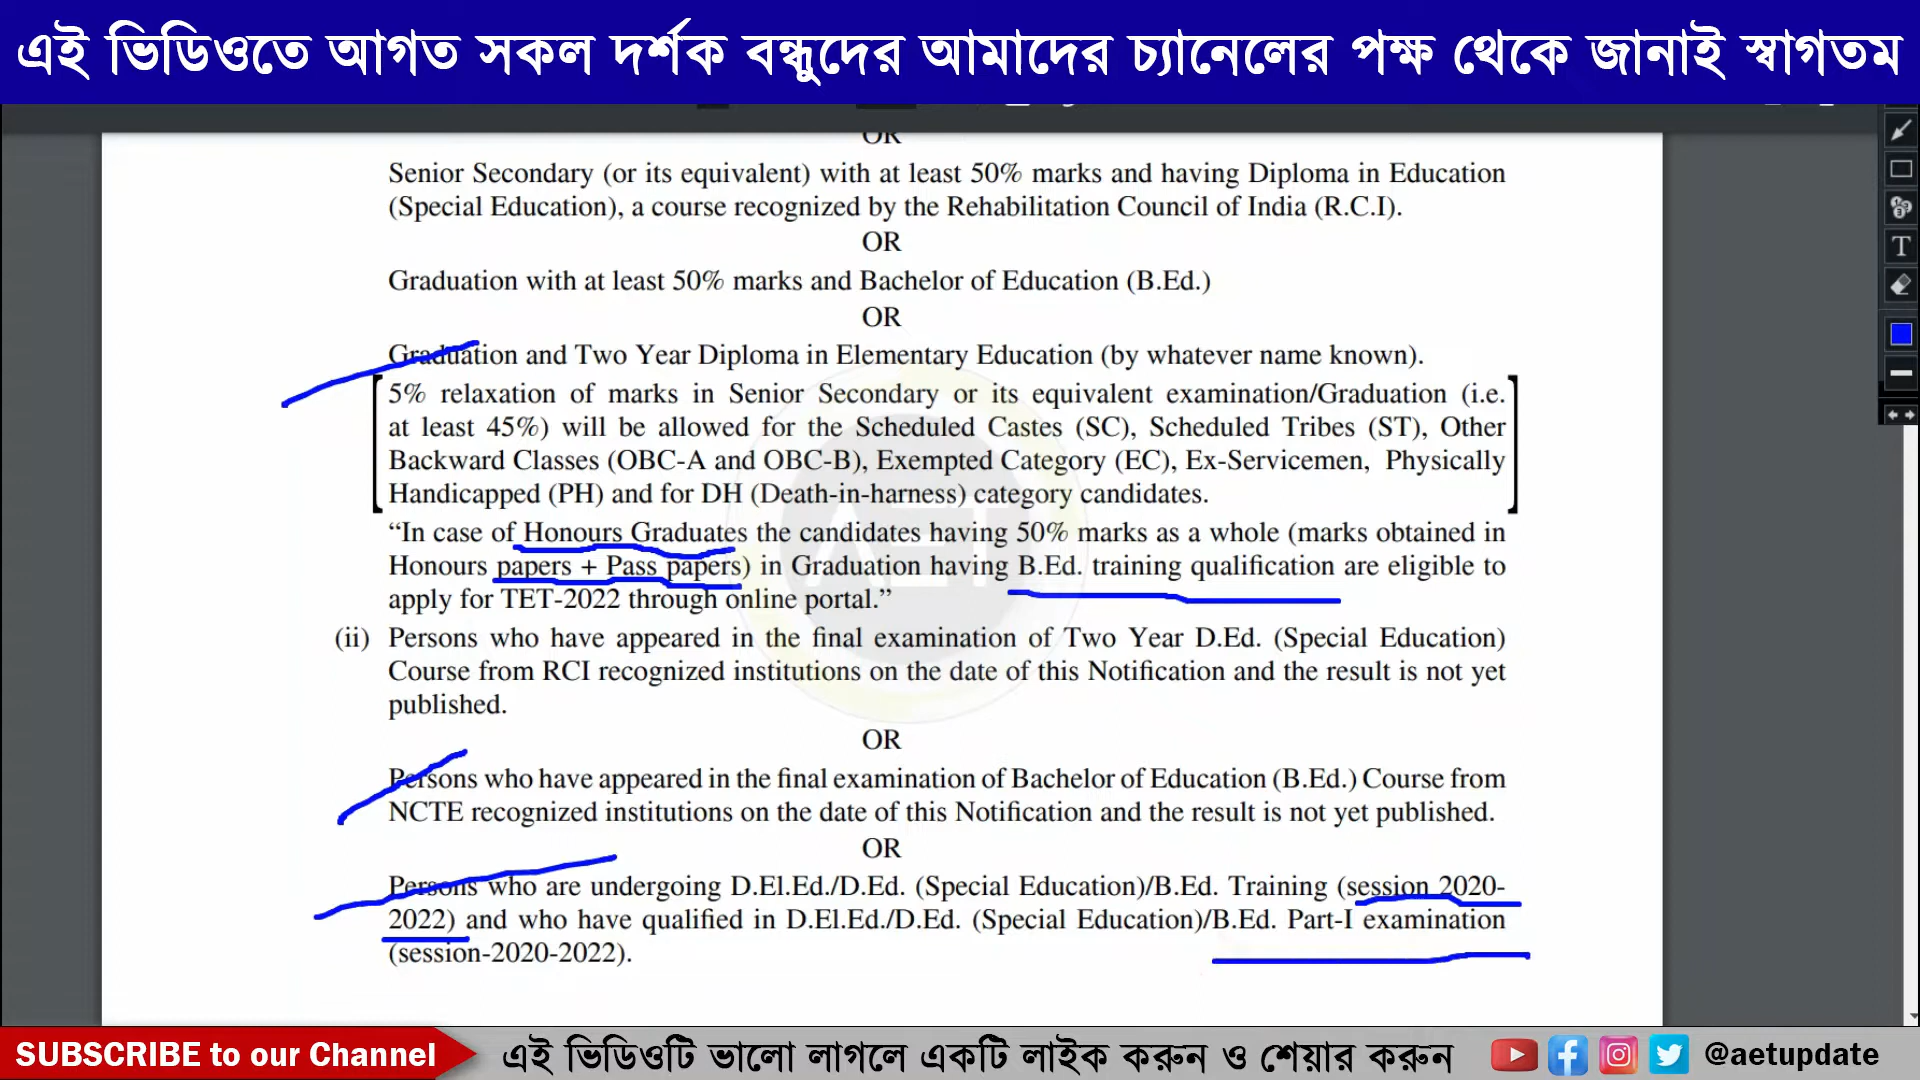 এই ভিডিওতে আগত সকল দর্শক বন্ধুদের আমাদের চ্যানেলের পক্ষ থেকে জানাই স্বাগতম
OR
Senior Secondary (or its equivalent) with at least 50% marks and having Diploma in Education
(Special Education), a course recognized by the Rehabilitation Council of India (R.C.I).
OR
Graduation with at least 50% marks and Bachelor of Education (B.Ed.)
OR
Graduation and Two Year Diploma in Elementary Education (by whatever name known).
5% relaxation of marks in Senior Secondary or its equivalent examination/Graduation (i.e.
at least 45%) will be allowed for the Scheduled Castes (SC), Scheduled Tribes (ST), Other
Backward Classes (OBC-A and OBC-B), Exempted Category (EC), Ex-Servicemen, Physically
Handicapped (PH) and for DH (Death-in-harness) category candidates.
“In case of Honours Graduates the candidates having 50% marks as a whole (marks obtained in
Honours papers + Pass papers) in Graduation having B.Ed. training qualification are eligible to
apply for TET-2022 through online portal.”
(ii) Persons who have appeared in the final examination of Two Year D.Ed. (Special Education)
Course from RCI recognized institutions on the date of this Notification and the result is not yet
published.
OR
Persons who have appeared in the final examination of Bachelor of Education (B.Ed.) Course from
NCTE recognized institutions on the date of this Notification and the result is not yet published.
OR
Persons who are undergoing D.El.Ed./D.Ed. (Special Education)/B.Ed. Training (session 2020-
2022) and who have qualified in D.El.Ed./D.Ed. (Special Education)/B.Ed. Part-I examination
(session-2020-2022).
AET
SUBSCRIBE to our Channel
এই ভিডিওটি ভালো লাগলে একটি লাইক করুন ও শেয়ার করুন
@aetupdate